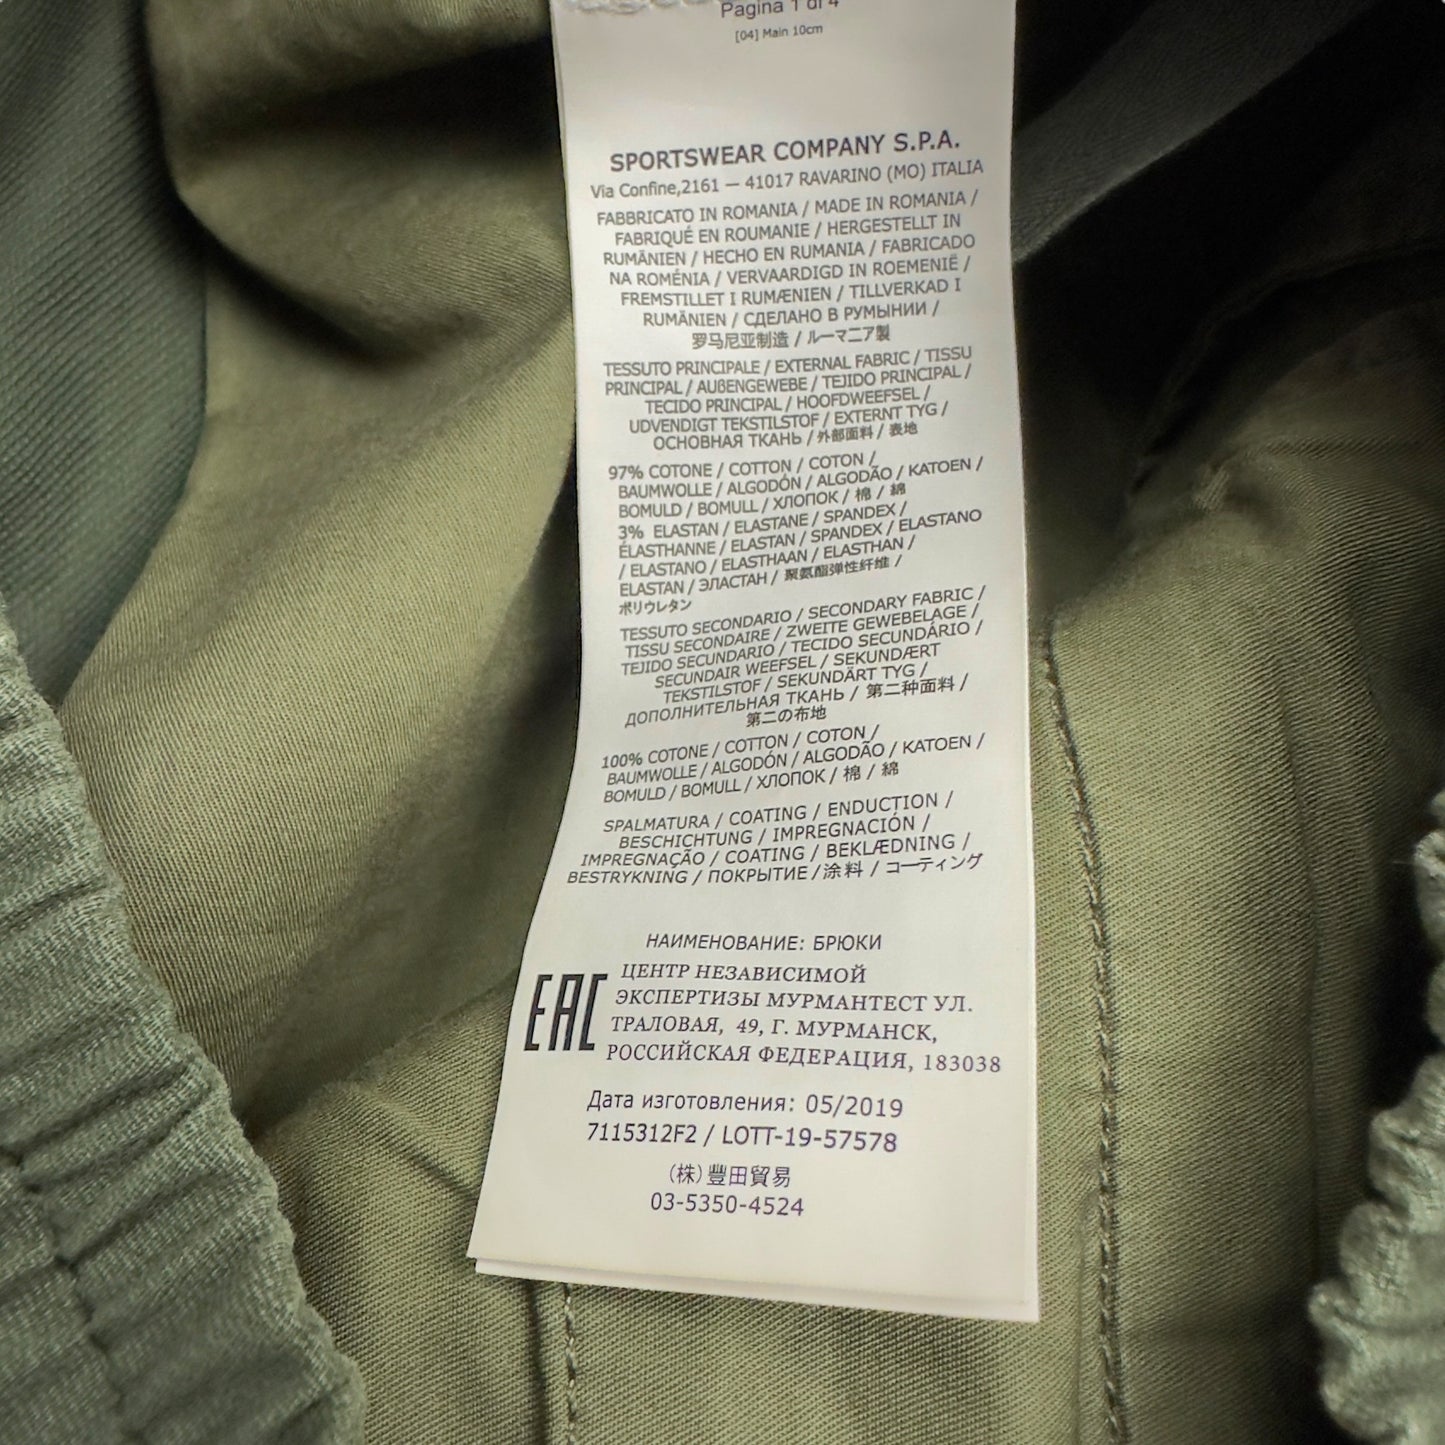 Pagina 1 di 4
[04] Main 10cm
SPORTSWEAR COMPANY S.P.A.
Via Confine,2161 — 41017 RAVARINO (MO) ITALIA
FABBRICATO IN ROMANIA / MADE IN ROMANIA /
FABRIQUÉ EN ROUMANIE / HERGESTELLT IN
RUMÄNIEN / HECHO EN RUMANIA / FABRICADO
NA ROMÉNIA / VERVAARDIGD IN ROEMENIË /
FREMSTILLET I RUMÆNIEN / TILLVERKAD I
RUMÄNIEN / СДЕЛАНО В РУМЫНИИ /
罗马尼亚制造 / ルーマニア製
TESSUTO PRINCIPALE / EXTERNAL FABRIC / TISSU
PRINCIPAL / AUßENGEWEBE / TEJIDO PRINCIPAL /
TECIDO PRINCIPAL / HOOFDWEEFSEL /
UDVENDIGT TEKSTILSTOF / EXTERNT TYG /
ОСНОВНАЯ ТКАНЬ / 外部面料 / 表地
97% COTONE / COTTON / COTON /
BAUMWOLLE / ALGODÓN / ALGODÃO / KATOEN /
BOMULD / BOMULL / ХЛОПОК / 棉 / 綿
3% ELASTAN / ELASTANE / SPANDEX /
ÉLASTHANNE / ELASTAN / SPANDEX / ELASTANO
/ ELASTANO / ELASTHAAN / ELASTHAN /
ELASTAN / ЭЛАСТАН / 聚氨酯弹性纤维 /
ポリウレタン
TESSUTO SECONDARIO / SECONDARY FABRIC /
TISSU SECONDAIRE / ZWEITE GEWEBELAGE /
TEJIDO SECUNDARIO / TECIDO SECUNDÁRIO /
SECUNDAIR WEEFSEL / SEKUNDÆRT
TEKSTILSTOF / SEKUNDÄRT TYG /
ДОПОЛНИТЕЛЬНАЯ ТКАНЬ / 第二种面料 /
第二の布地
100% COTONE / COTTON / COTON /
BAUMWOLLE / ALGODÓN / ALGODÃO / KATOEN /
BOMULD / BOMULL / ХЛОПОК / 棉 / 綿
SPALMATURA / COATING / ENDUCTION /
BESCHICHTUNG / IMPREGNACIÓN /
IMPREGNAÇÃO / COATING / BEKLÆDNING /
BESTRYKNING / ПОКРЫТИЕ /涂料 / コーティング
НАИМЕНОВАНИЕ: БРЮКИ
EAC ЦЕНТР НЕЗАВИСИМОЙ
ЭКСПЕРТИЗЫ МУРМАНТЕСТ УЛ.
ТРАЛОВАЯ, 49, Г. МУРМАНСК,
РОССИЙСКАЯ ФЕДЕРАЦИЯ, 183038
Дата изготовления: 05/2019
7115312F2 / LOTT-19-57578
(株)豐田貿易
03-5350-4524